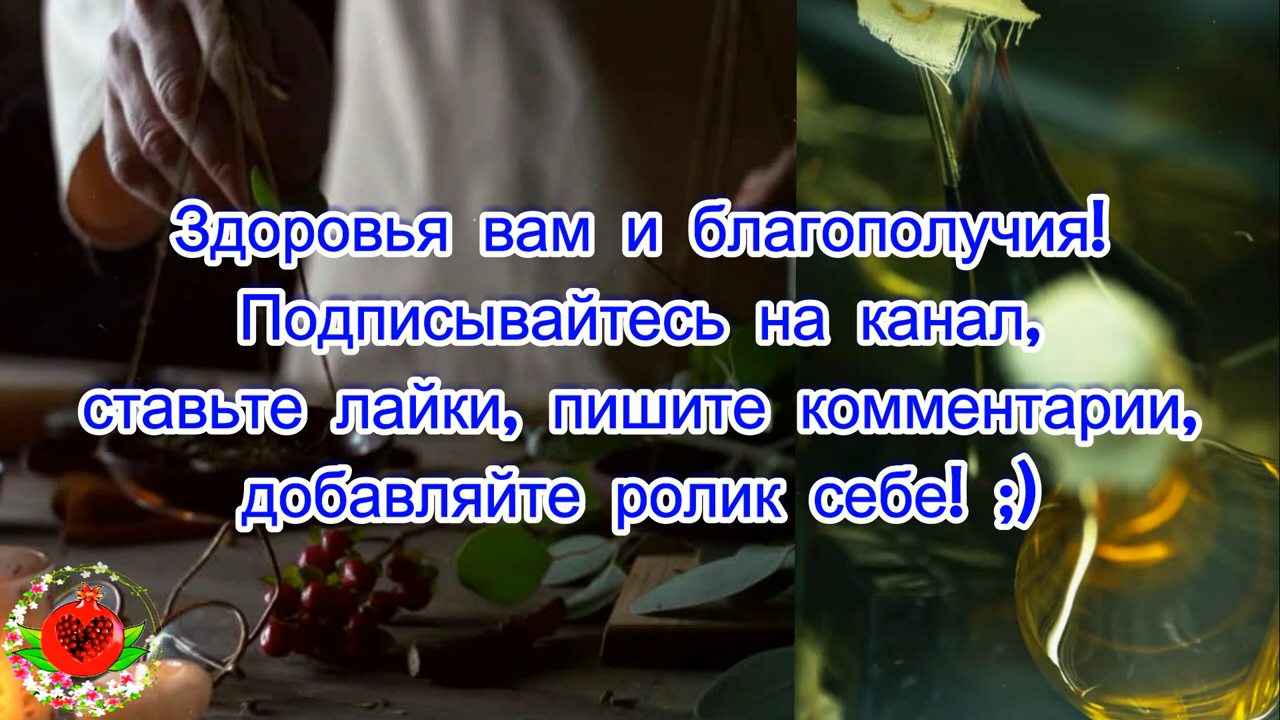 Здоровья вам и благополучия!
Подписывайтесь на канал,
ставьте лайки, пишите комментарии,
добавляйте ролик себе! ;)